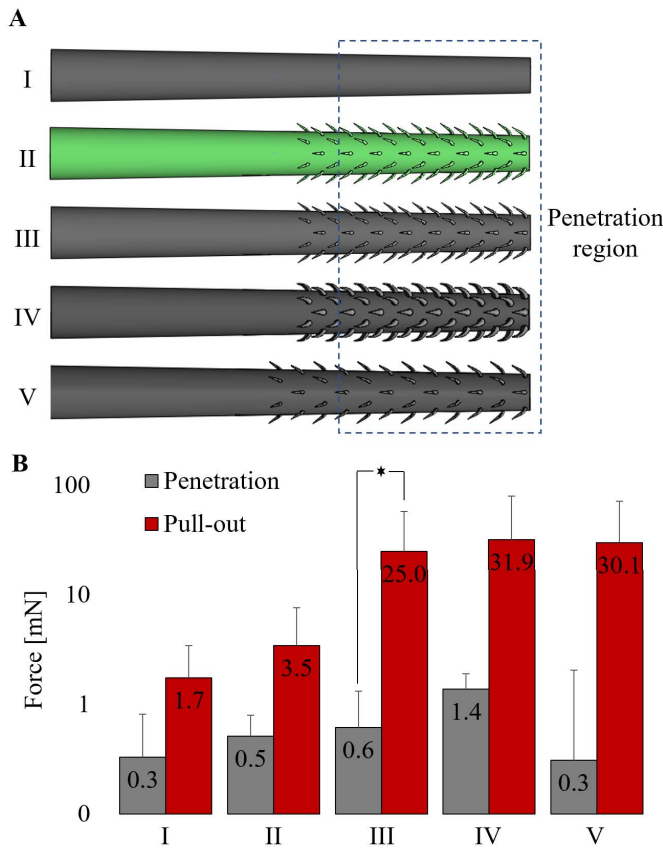 A
I
II
III
IV
V
Penetration
region
B
100
10
1
0
Force [mN]
Penetration
Pull-out
0.3
1.7
0.5
3.5
0.6
25.0
1.4
31.9
0.3
30.1
I
II
III
IV
V